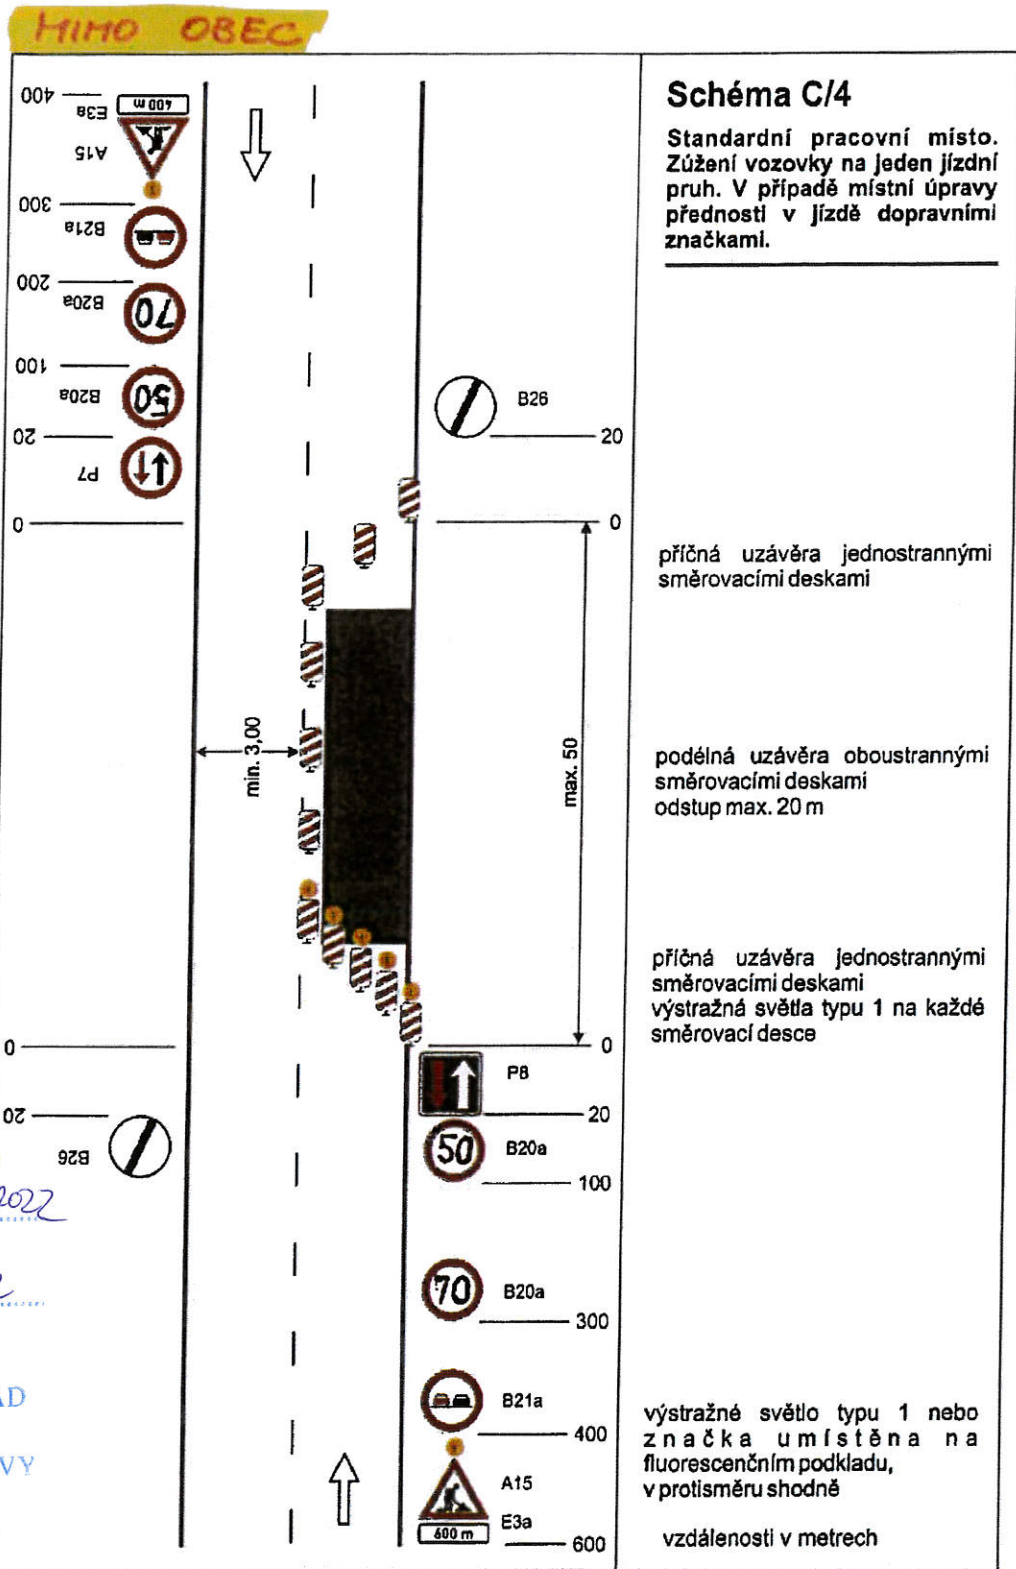 MIMO OBEC
Schéma C/4
Standardní pracovní místo.
Zúžení vozovky na jeden jízdní
pruh. V případě místní úpravy
přednosti v jízdě dopravními
značkami.
400
E3a
400 m
A15
300
B21a
200
B20a
70
100
B20a
50
20
P7
0
B26
20
0
příčná uzávěra jednostrannými
směrovacími deskami
min. 3,00
max. 50
podélná uzávěra oboustrannými
směrovacími deskami
odstup max. 20 m
příčná uzávěra jednostrannými
směrovacími deskami
výstražná světla typu 1 na každé
směrovací desce
0
0
P8
20
20
B26
50
B20a
100
2022
70
B20a
300
B21a
400
výstražné světlo typu 1 nebo
značka umístěna na
fluorescenčním podkladu,
v protisměru shodně
A15
E3a
600 m
600
vzdálenosti v metrech